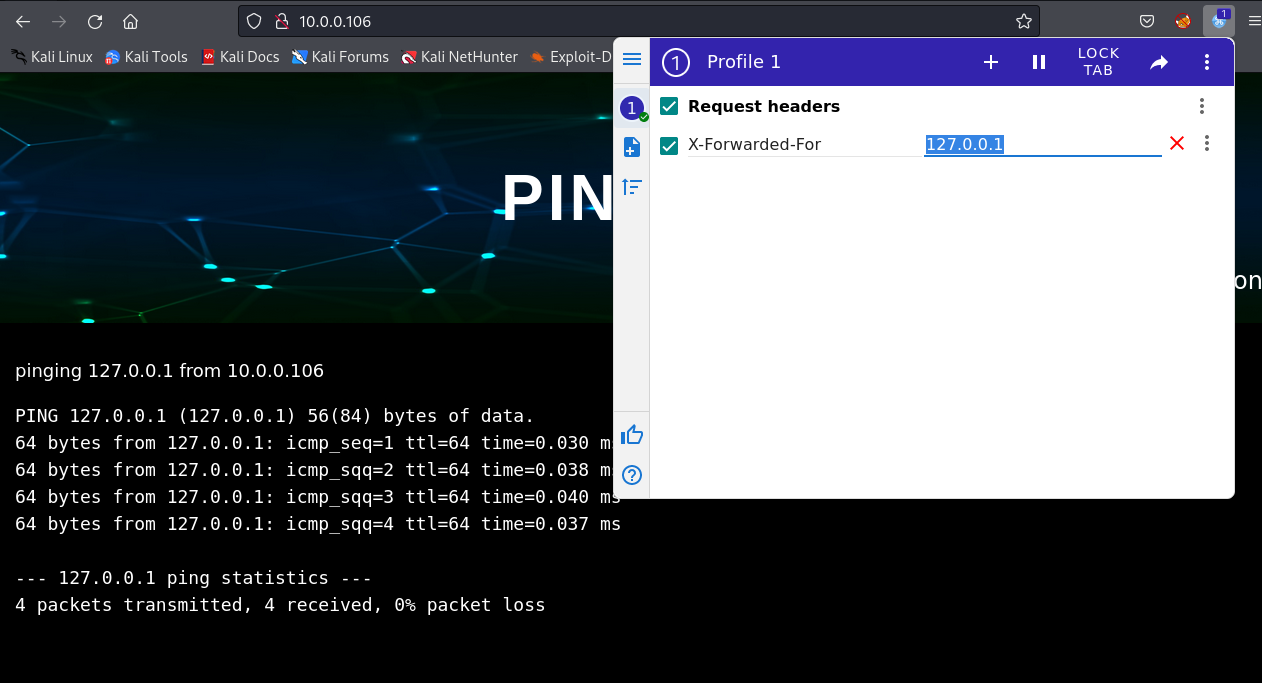 10.0.0.106
1
Kali Linux
Kali Tools
Kali Docs
Kali Forums
Kali NetHunter
Exploit-D
1
Profile 1
LOCK
TAB
1
Request headers
X-Forwarded-For
127.0.0.1
PIN
on
pinging 127.0.0.1 from 10.0.0.106
PING 127.0.0.1 (127.0.0.1) 56(84) bytes of data.
64 bytes from 127.0.0.1: icmp_seq=1 ttl=64 time=0.030 ms
64 bytes from 127.0.0.1: icmp_sqq=2 ttl=64 time=0.038 ms
64 bytes from 127.0.0.1: icmp_sqq=3 ttl=64 time=0.040 ms
64 bytes from 127.0.0.1: icmp_sqq=4 ttl=64 time=0.037 ms
--- 127.0.0.1 ping statistics ---
4 packets transmitted, 4 received, 0% packet loss